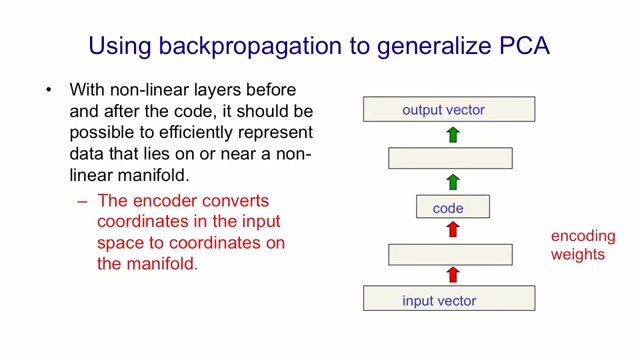 Using backpropagation to generalize PCA
• With non-linear layers before
and after the code, it should be
possible to efficiently represent
data that lies on or near a non-
linear manifold.
– The encoder converts
coordinates in the input
space to coordinates on
the manifold.
output vector
code
encoding
weights
input vector